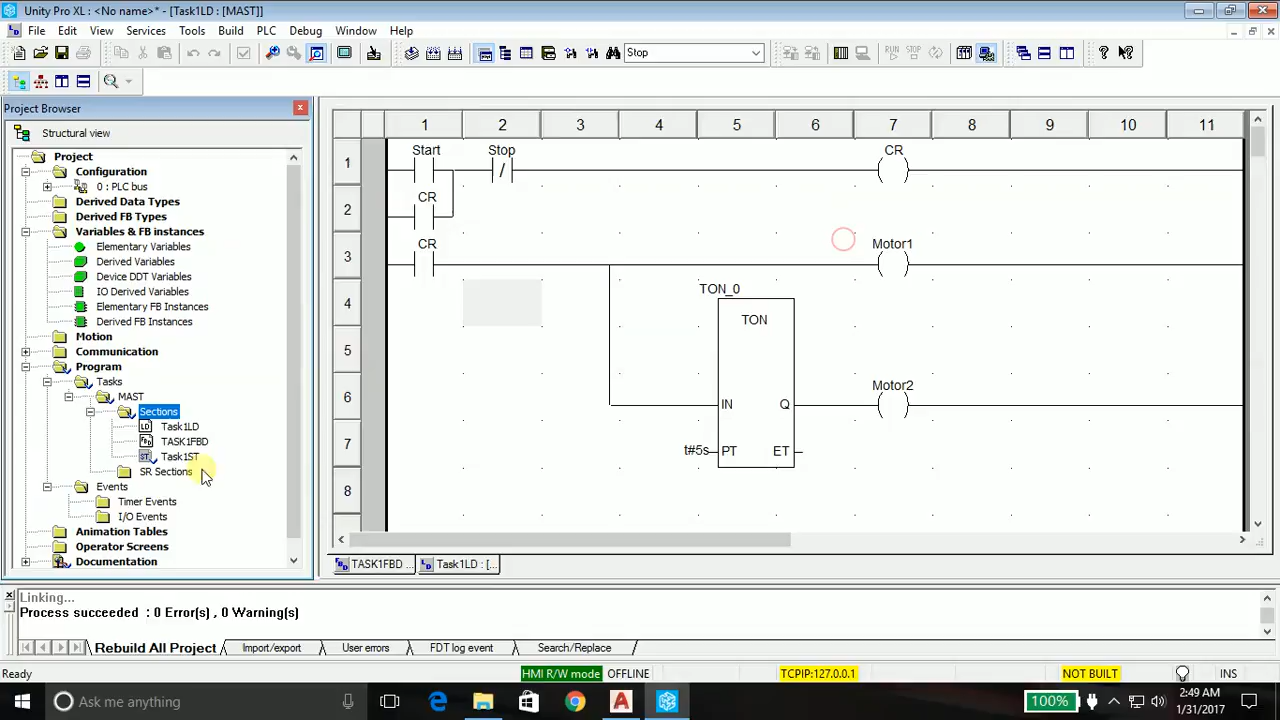 Unity Pro XL : <No name>* - [Task1LD : [MAST]]
File Edit View Services Tools Build PLC Debug Window Help
Stop
RUN STOP
Project Browser
Structural view
Project
Configuration
0 : PLC bus
Derived Data Types
Derived FB Types
Variables & FB instances
Elementary Variables
Derived Variables
Device DDT Variables
IO Derived Variables
Elementary FB Instances
Derived FB Instances
Motion
Communication
Program
Tasks
MAST
Sections
LD Task1LD
FBD TASK1FBD
ST Task1ST
SR Sections
Events
Timer Events
I/O Events
Animation Tables
Operator Screens
Documentation
1 2 3 4 5 6 7 8 9 10 11
Start Stop CR
1
CR
2
CR Motor1
3
TON_0
4
TON
5
Motor2
6
IN Q
7
t#5s PT ET
8
TASK1FBD ... Task1LD : [...
Linking...
Process succeeded : 0 Error(s) , 0 Warning(s)
Rebuild All Project Import/export User errors FDT log event Search/Replace
Ready HMI R/W mode OFFLINE TCPIP:127.0.0.1 NOT BUILT INS
Ask me anything 100% 2:49 AM
1/31/2017